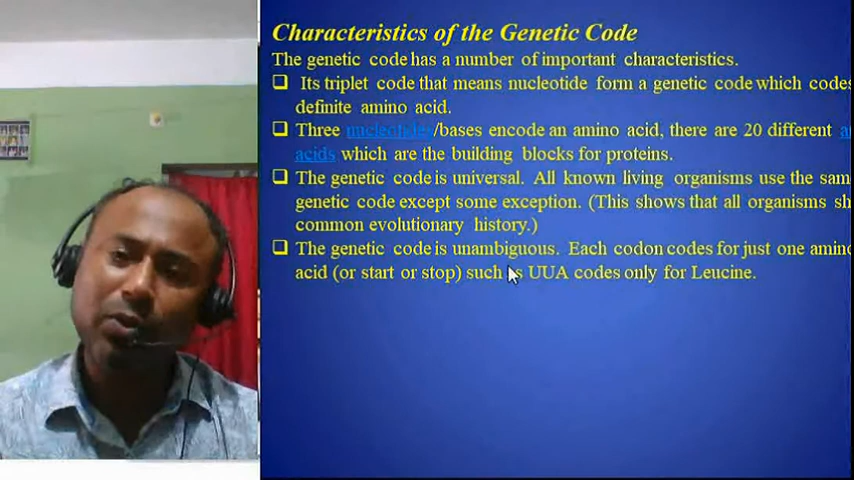 Characteristics of the Genetic Code
The genetic code has a number of important characteristics.
Its triplet code that means nucleotide form a genetic code which codes
definite amino acid.
Three nucleotides/bases encode an amino acid, there are 20 different
acids which are the building blocks for proteins.
The genetic code is universal. All known living organisms use the sam
genetic code except some exception. (This shows that all organisms sh
common evolutionary history.)
The genetic code is unambiguous. Each codon codes for just one amino
acid (or start or stop) such as UUA codes only for Leucine.